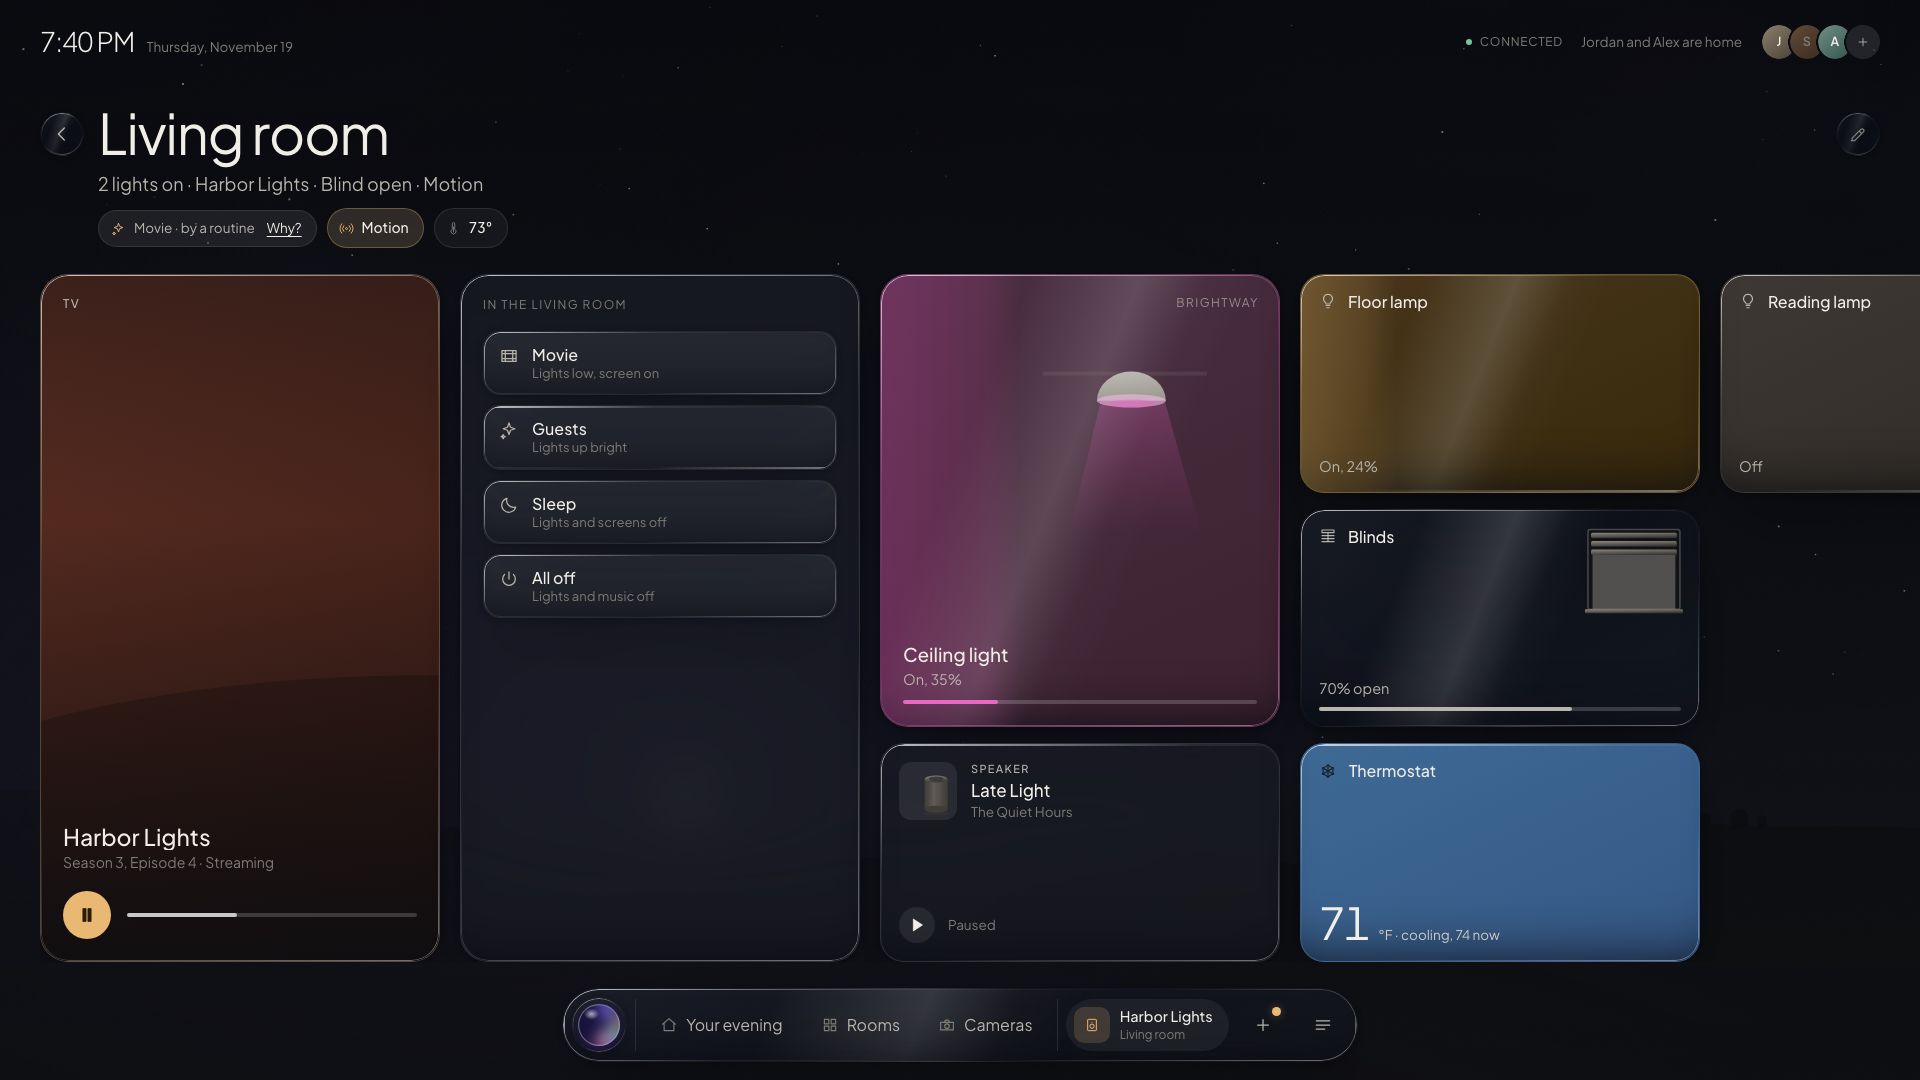 7:40 PM Thursday, November 19
CONNECTED Jordan and Alex are home J S A +
Living room
2 lights on · Harbor Lights · Blind open · Motion
Movie · by a routine Why? Motion 73°
TV
Harbor Lights
Season 3, Episode 4 · Streaming
IN THE LIVING ROOM
Movie
Lights low, screen on
Guests
Lights up bright
Sleep
Lights and screens off
All off
Lights and music off
BRIGHTWAY
Ceiling light
On, 35%
SPEAKER
Late Light
The Quiet Hours
Paused
Floor lamp
On, 24%
Blinds
70% open
Thermostat
71 °F · cooling, 74 now
Reading lamp
Off
Your evening Rooms Cameras
Harbor Lights
Living room